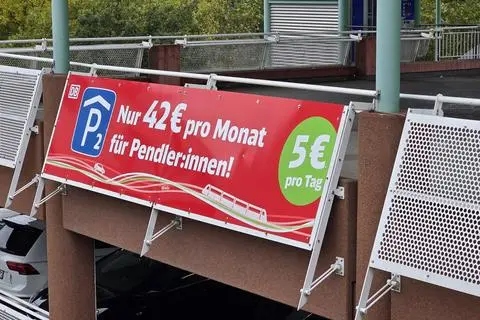 DB
P2
Nur 42€ pro Monat
für Pendler:innen!
5€
pro Tag